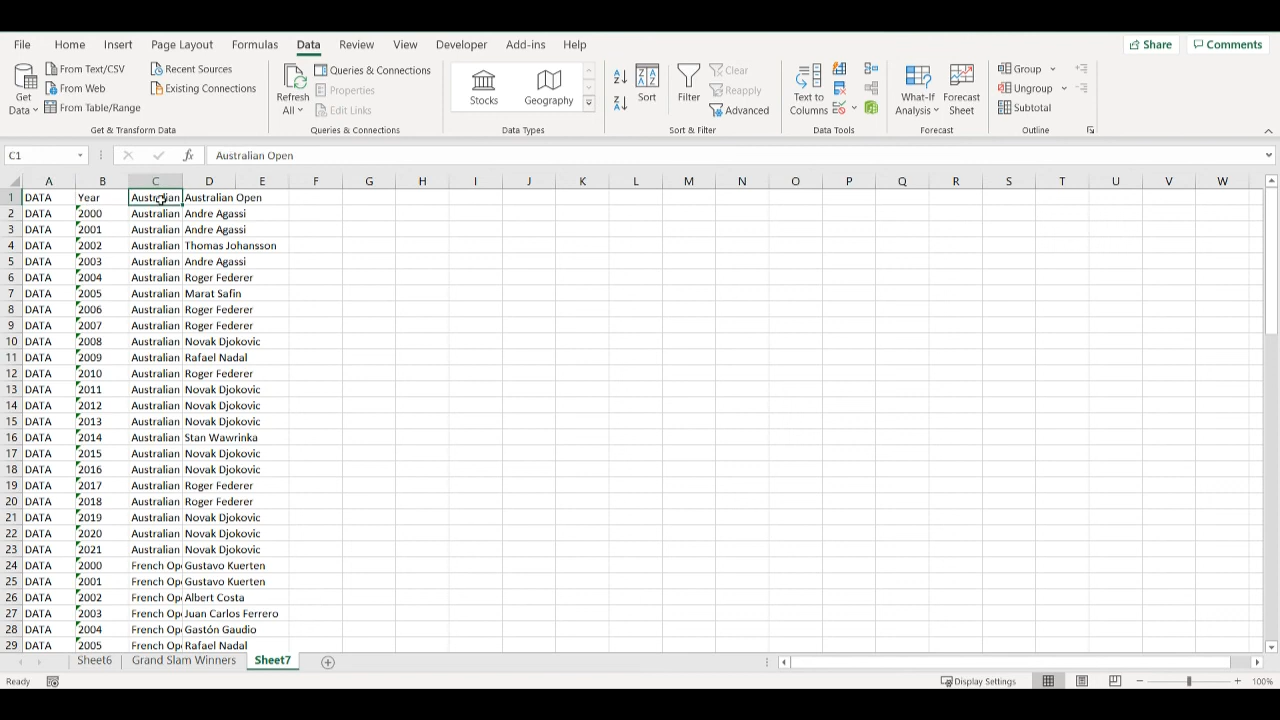 File Home Insert Page Layout Formulas Data Review View Developer Add-ins Help Share Comments
Get Data From Text/CSV From Web From Table/Range Recent Sources Existing Connections
Refresh All Queries & Connections Properties Edit Links
Stocks Geography
Sort Filter Clear Reapply Advanced
Text to Columns
What-If Analysis Forecast Sheet
Group Ungroup Subtotal
Get & Transform Data Queries & Connections Data Types Sort & Filter Data Tools Forecast Outline
C1 fx Australian Open
A B C D E F G H I J K L M N O P Q R S T U V W
1 DATA Year Australian Australian Open
2 DATA 2000 Australian Andre Agassi
3 DATA 2001 Australian Andre Agassi
4 DATA 2002 Australian Thomas Johansson
5 DATA 2003 Australian Andre Agassi
6 DATA 2004 Australian Roger Federer
7 DATA 2005 Australian Marat Safin
8 DATA 2006 Australian Roger Federer
9 DATA 2007 Australian Roger Federer
10 DATA 2008 Australian Novak Djokovic
11 DATA 2009 Australian Rafael Nadal
12 DATA 2010 Australian Roger Federer
13 DATA 2011 Australian Novak Djokovic
14 DATA 2012 Australian Novak Djokovic
15 DATA 2013 Australian Novak Djokovic
16 DATA 2014 Australian Stan Wawrinka
17 DATA 2015 Australian Novak Djokovic
18 DATA 2016 Australian Novak Djokovic
19 DATA 2017 Australian Roger Federer
20 DATA 2018 Australian Roger Federer
21 DATA 2019 Australian Novak Djokovic
22 DATA 2020 Australian Novak Djokovic
23 DATA 2021 Australian Novak Djokovic
24 DATA 2000 French Op Gustavo Kuerten
25 DATA 2001 French Op Gustavo Kuerten
26 DATA 2002 French Op Albert Costa
27 DATA 2003 French Op Juan Carlos Ferrero
28 DATA 2004 French Op Gastón Gaudio
29 DATA 2005 French Op Rafael Nadal
Sheet6 Grand Slam Winners Sheet7
Ready Display Settings 100%